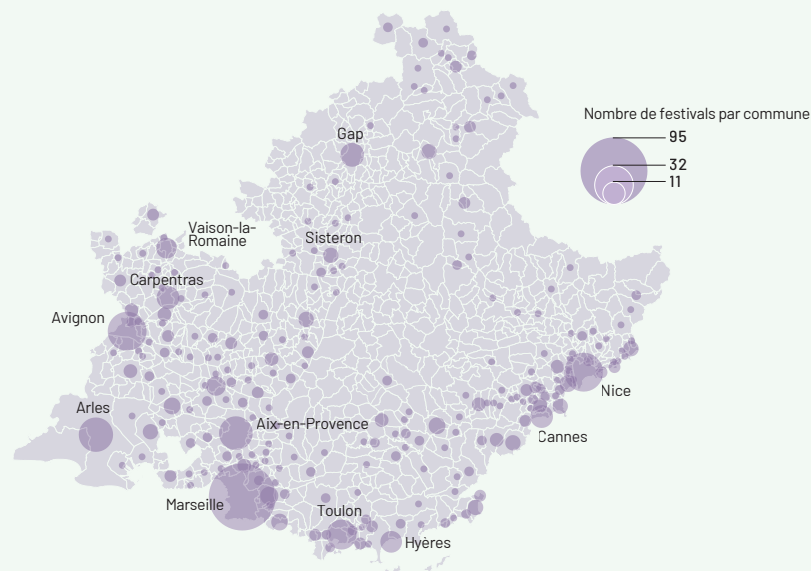 Nombre de festivals par commune
95
32
11
Gap
Vaison-la-
Romaine
Sisteron
Carpentras
Avignon
Nice
Arles
Aix-en-Provence
Cannes
Marseille
Toulon
Hyères